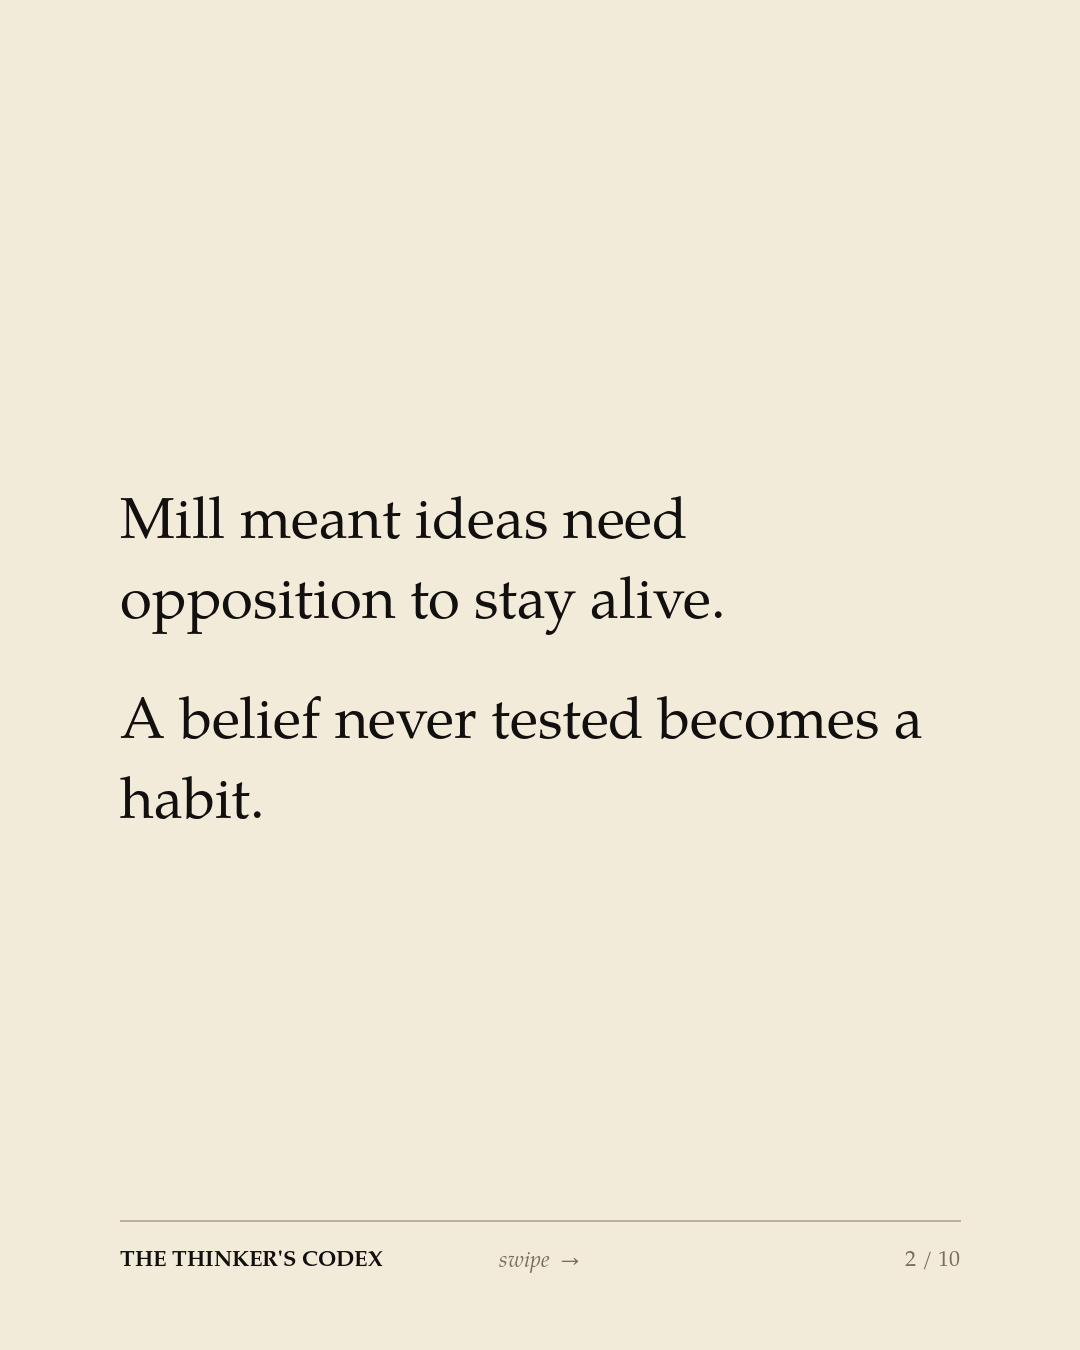 Mill meant ideas need
opposition to stay alive.
A belief never tested becomes a
habit.
THE THINKER'S CODEX
swipe →
2 / 10